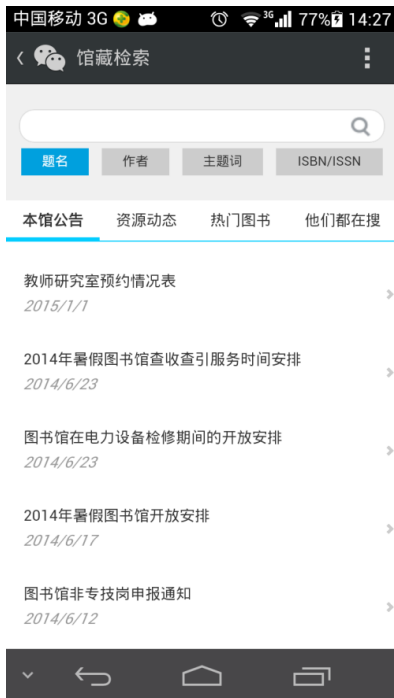 中国移动 3G 3G 77% 14:27
馆藏检索
题名 作者 主题词 ISBN/ISSN
本馆公告 资源动态 热门图书 他们都在搜
教师研究室预约情况表
2015/1/1
2014年暑假图书馆查收查引服务时间安排
2014/6/23
图书馆在电力设备检修期间的开放安排
2014/6/23
2014年暑假图书馆开放安排
2014/6/17
图书馆非专技岗申报通知
2014/6/12